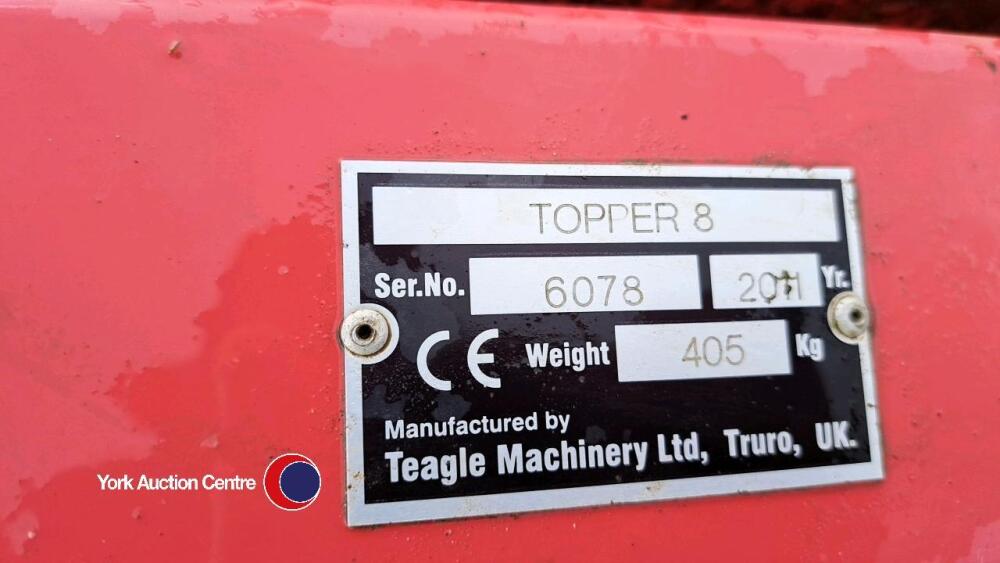 TOPPER 8
Ser.No. 6078 2011 Yr.
CE Weight 405 Kg
Manufactured by
Teagle Machinery Ltd, Truro, UK.
York Auction Centre